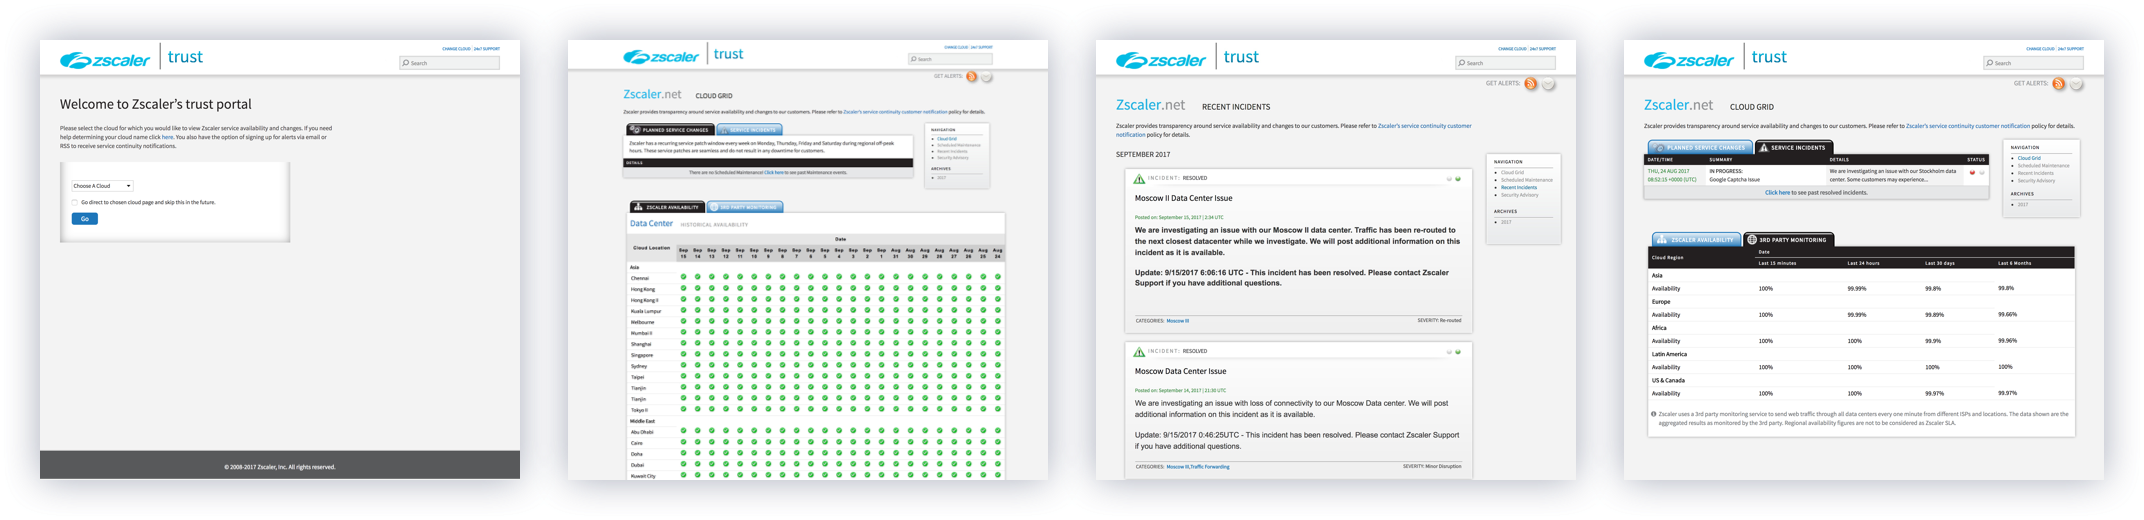 zscaler | trust
CHANGE CLOUD | 24x7 SUPPORT
Search
Welcome to Zscaler's trust portal
Please select the cloud for which you would like to view Zscaler service availability and changes. If you need
help determining your cloud name click here. You also have the option of signing up for alerts via email or
RSS to receive service continuity notifications.
Choose A Cloud
Go direct to chosen cloud page and skip this in the future.
Go
© 2008-2017 Zscaler, Inc. All rights reserved.
zscaler | trust
CHANGE CLOUD | 24x7 SUPPORT
Search
GET ALERTS:
Zscaler.net CLOUD GRID
Zscaler provides transparency around service availability and changes to our customers. Please refer to Zscaler's service continuity customer notification policy for details.
PLANNED SERVICE CHANGES SERVICE INCIDENTS
Zscaler has a recurring service patch window every week on Monday, Thursday, Friday and Saturday during regional off-peak
hours. These service patches are seamless and do not result in any downtime for customers.
DETAILS
There are no Scheduled Maintenance! Click here to see past Maintenance events.
NAVIGATION
Cloud Grid
Scheduled Maintenance
Recent Incidents
Security Advisory
ARCHIVES
2017
ZSCALER AVAILABILITY 3RD PARTY MONITORING
Data Center HISTORICAL AVAILABILITY
Date
Cloud Location
Sep Sep Sep Sep Sep Sep Sep Sep Sep Sep Sep Sep Sep Sep Sep Aug Aug Aug Aug Aug Aug Aug Aug
15 14 13 12 11 10 9 8 7 6 5 4 3 2 1 31 30 29 28 27 26 25 24
Asia
Chennai
Hong Kong
Hong Kong II
Kuala Lumpur
Melbourne
Mumbai II
Shanghai
Singapore
Sydney
Taipei
Tianjin
Tianjin
Tokyo II
Middle East
Abu Dhabi
Cairo
Doha
Dubai
Kuwait City
zscaler | trust
CHANGE CLOUD | 24x7 SUPPORT
Search
GET ALERTS:
Zscaler.net RECENT INCIDENTS
Zscaler provides transparency around service availability and changes to our customers. Please refer to Zscaler's service continuity customer
notification policy for details.
SEPTEMBER 2017
INCIDENT: RESOLVED
Moscow II Data Center Issue
Posted on: September 15, 2017 | 2:34 UTC
We are investigating an issue with our Moscow II data center. Traffic has been re-routed to
the next closest datacenter while we investigate. We will post additional information on this
incident as it is available.
Update: 9/15/2017 6:06:16 UTC - This incident has been resolved. Please contact Zscaler
Support if you have additional questions.
CATEGORIES: Moscow III SEVERITY: Re-routed
INCIDENT: RESOLVED
Moscow Data Center Issue
Posted on: September 14, 2017 | 21:30 UTC
We are investigating an issue with loss of connectivity to our Moscow Data center. We will post
additional information on this incident as it is available.
Update: 9/15/2017 0:46:25UTC - This incident has been resolved. Please contact Zscaler Support
if you have additional questions.
CATEGORIES: Moscow III,Traffic Forwarding SEVERITY: Minor Disruption
NAVIGATION
Cloud Grid
Scheduled Maintenance
Recent Incidents
Security Advisory
ARCHIVES
2017
zscaler | trust
CHANGE CLOUD | 24x7 SUPPORT
Search
GET ALERTS:
Zscaler.net CLOUD GRID
Zscaler provides transparency around service availability and changes to our customers. Please refer to Zscaler's service continuity customer notification policy for details.
PLANNED SERVICE CHANGES SERVICE INCIDENTS
DATE/TIME SUMMARY DETAILS STATUS
THU, 24 AUG 2017 IN PROGRESS: We are investigating an issue with our Stockholm data
08:52:15 +0000 (UTC) Google Captcha Issue center. Some customers may experience...
Click here to see past resolved incidents.
NAVIGATION
Cloud Grid
Scheduled Maintenance
Recent Incidents
Security Advisory
ARCHIVES
2017
ZSCALER AVAILABILITY 3RD PARTY MONITORING
Cloud Region Date
Last 15 minutes Last 24 hours Last 30 days Last 6 Months
Asia
Availability 100% 99.99% 99.8% 99.8%
Europe
Availability 100% 99.99% 99.89% 99.66%
Africa
Availability 100% 100% 99.9% 99.96%
Latin America
Availability 100% 100% 100% 100%
US & Canada
Availability 100% 100% 99.97% 99.97%
Zscaler uses a 3rd party monitoring service to send web traffic through all data centers every one minute from different ISPs and locations. The data shown are the
aggregated results as monitored by the 3rd party. Regional availability figures are not to be considered as Zscaler SLA.